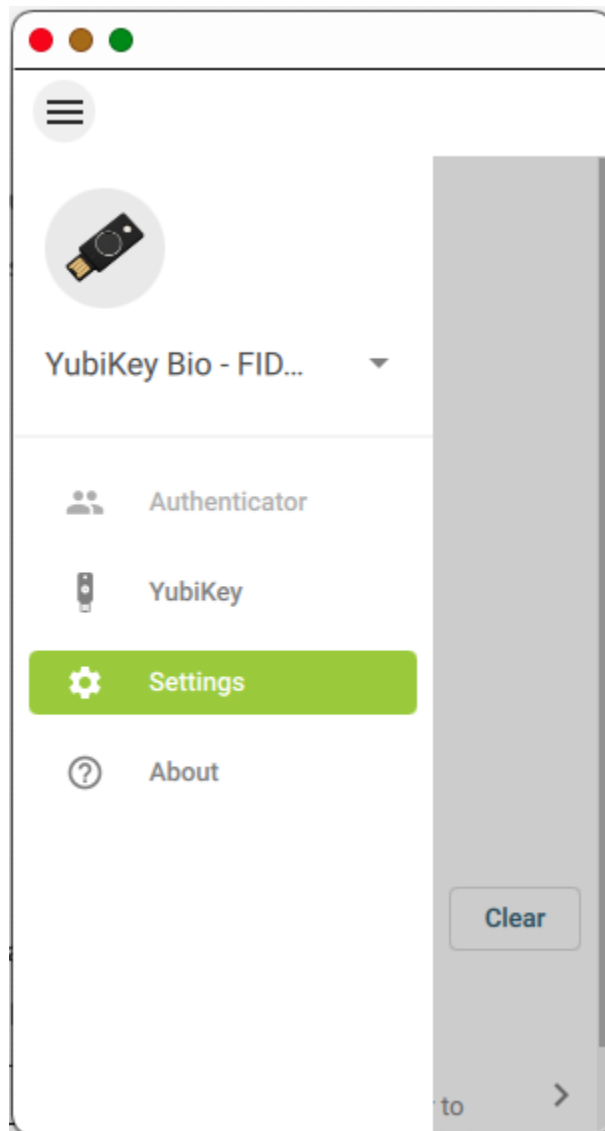 YubiKey Bio - FID...
Authenticator
YubiKey
Settings
About
Clear
to